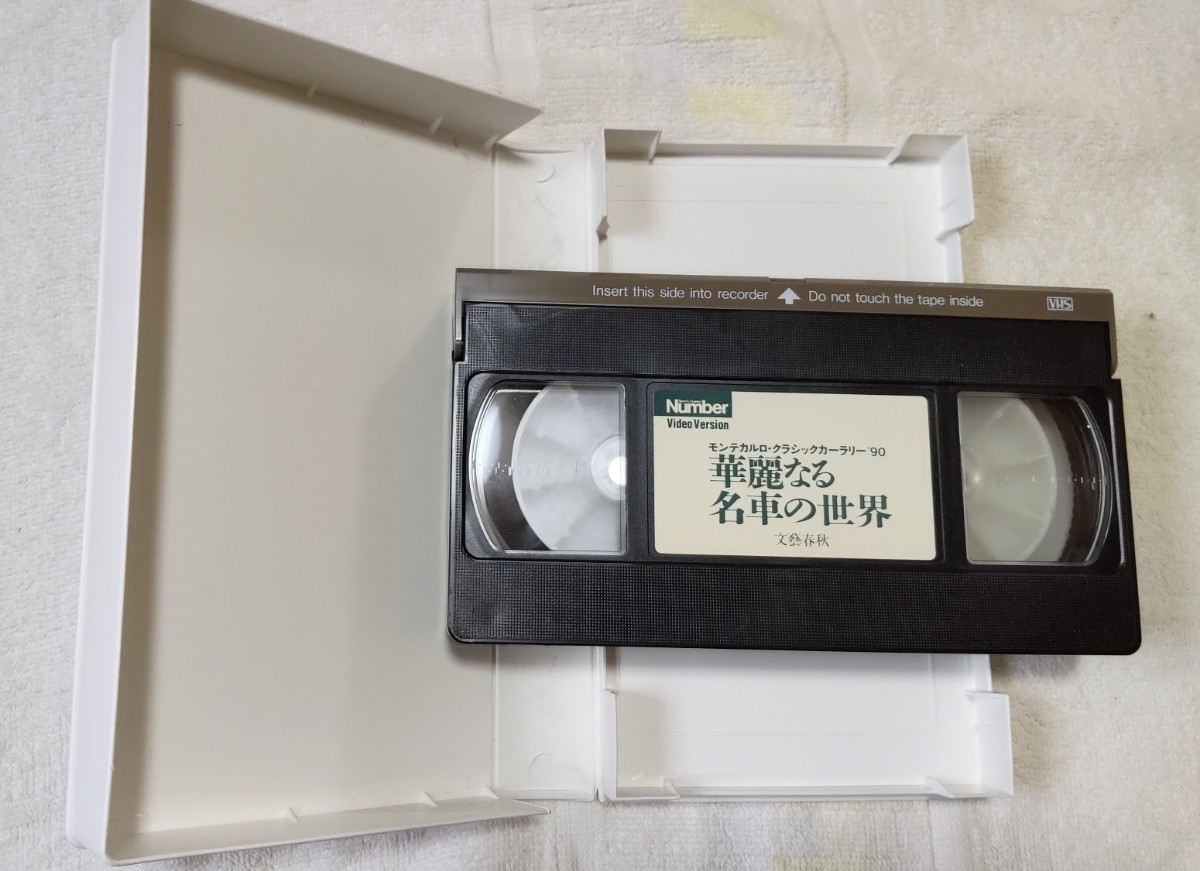 Insert this side into recorder ⬆ Do not touch the tape inside
VHS
Number
Video Version
モンテカルロ・クラシックカーラリー'90
華麗なる
名車の世界
文藝春秋